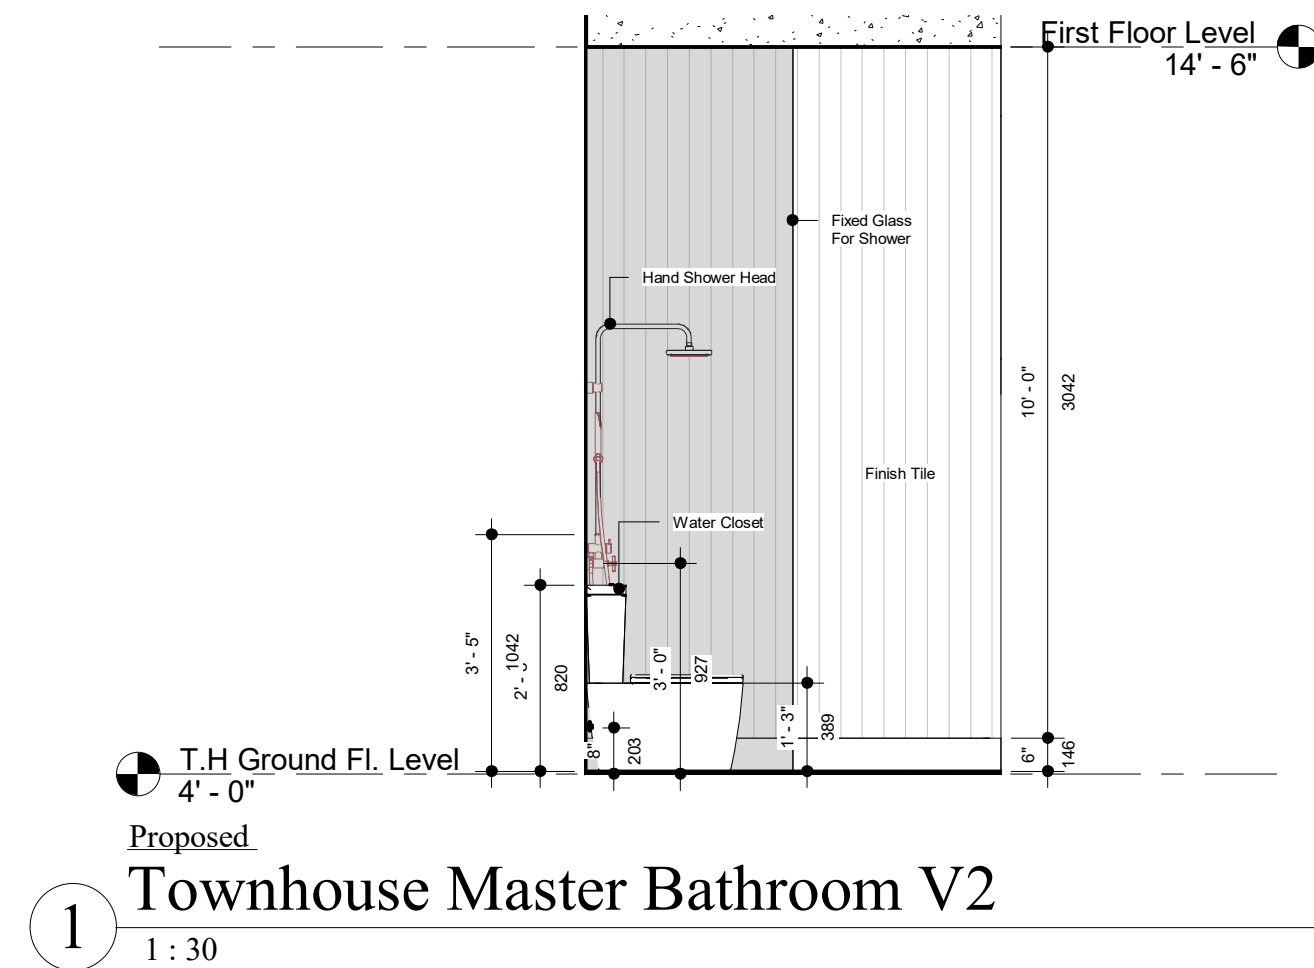 First Floor Level
14' - 6"
Fixed Glass
For Shower
Hand Shower Head
10' - 0"
3042
Finish Tile
Water Closet
3' - 5"
1042
2' -
820
3' - 0"
927
1' - 3"
389
8"
203
6"
146
T.H Ground Fl. Level
4' - 0"
Proposed
Townhouse Master Bathroom V2
1
1 : 30